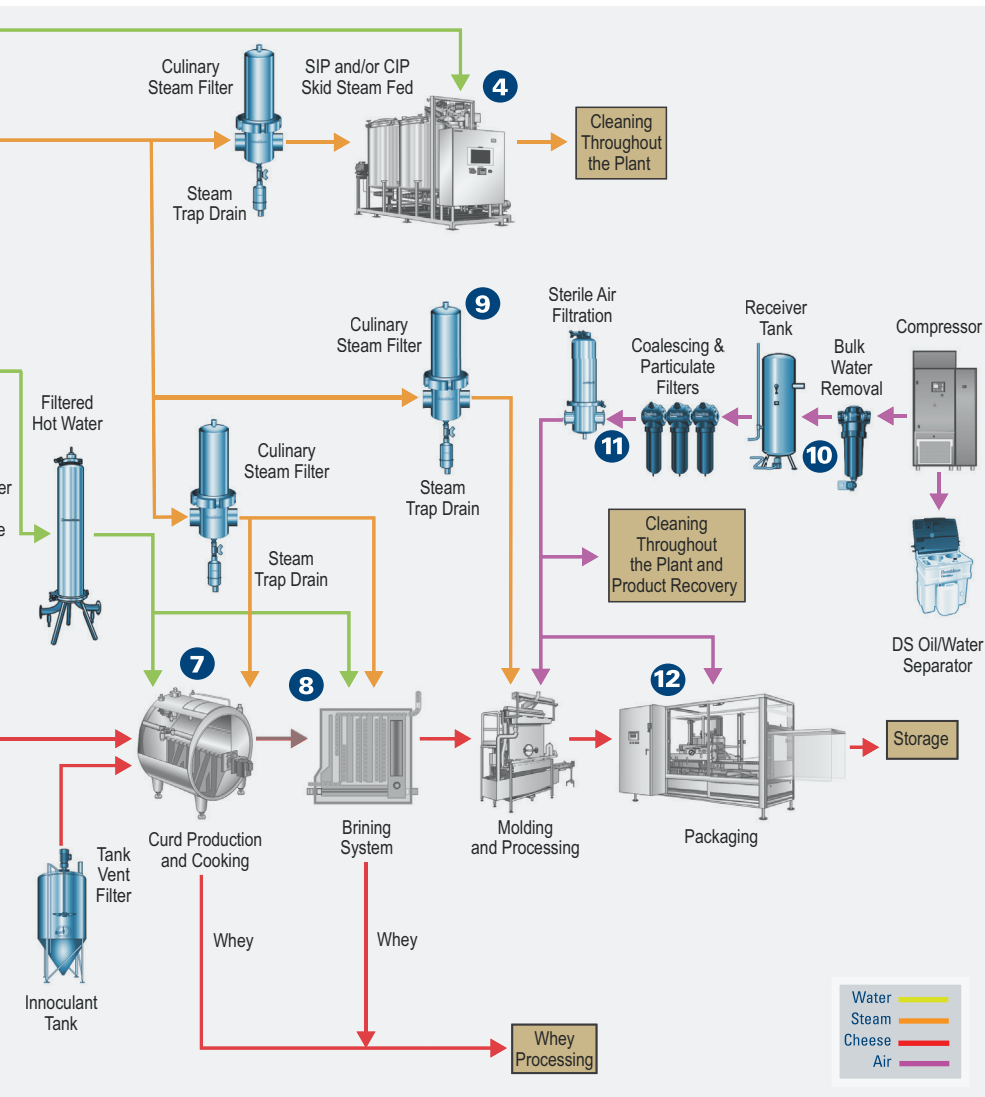 Culinary
Steam Filter
SIP and/or CIP
Skid Steam Fed
4
Cleaning
Throughout
the Plant
Steam
Trap Drain
9
Culinary
Steam Filter
Steam
Trap Drain
Sterile Air
Filtration
11
Coalescing &
Particulate
Filters
Receiver
Tank
10
Bulk
Water
Removal
Compressor
Filtered
Hot Water
er
e
Culinary
Steam Filter
Steam
Trap Drain
Cleaning
Throughout
the Plant and
Product Recovery
DS Oil/Water
Separator
7
8
12
Storage
Curd Production
and Cooking
Brining
System
Molding
and Processing
Packaging
Tank
Vent
Filter
Innoculant
Tank
Whey
Whey
Whey
Processing
Water
Steam
Cheese
Air